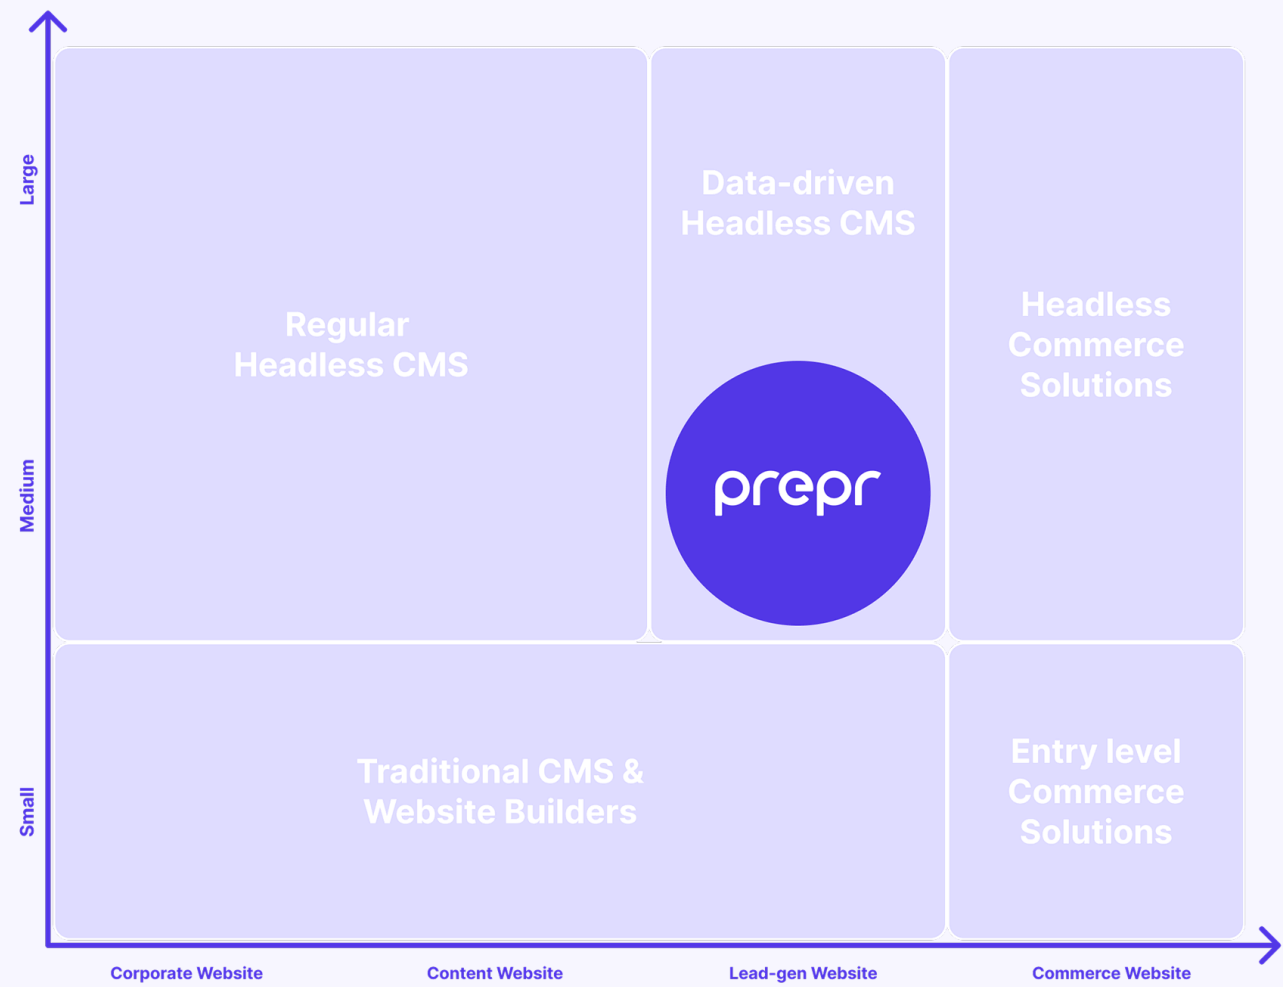 Large
Medium
Small
Regular
Headless CMS
Data-driven
Headless CMS
prepr
Headless
Commerce
Solutions
Traditional CMS &
Website Builders
Entry level
Commerce
Solutions
Corporate Website
Content Website
Lead-gen Website
Commerce Website